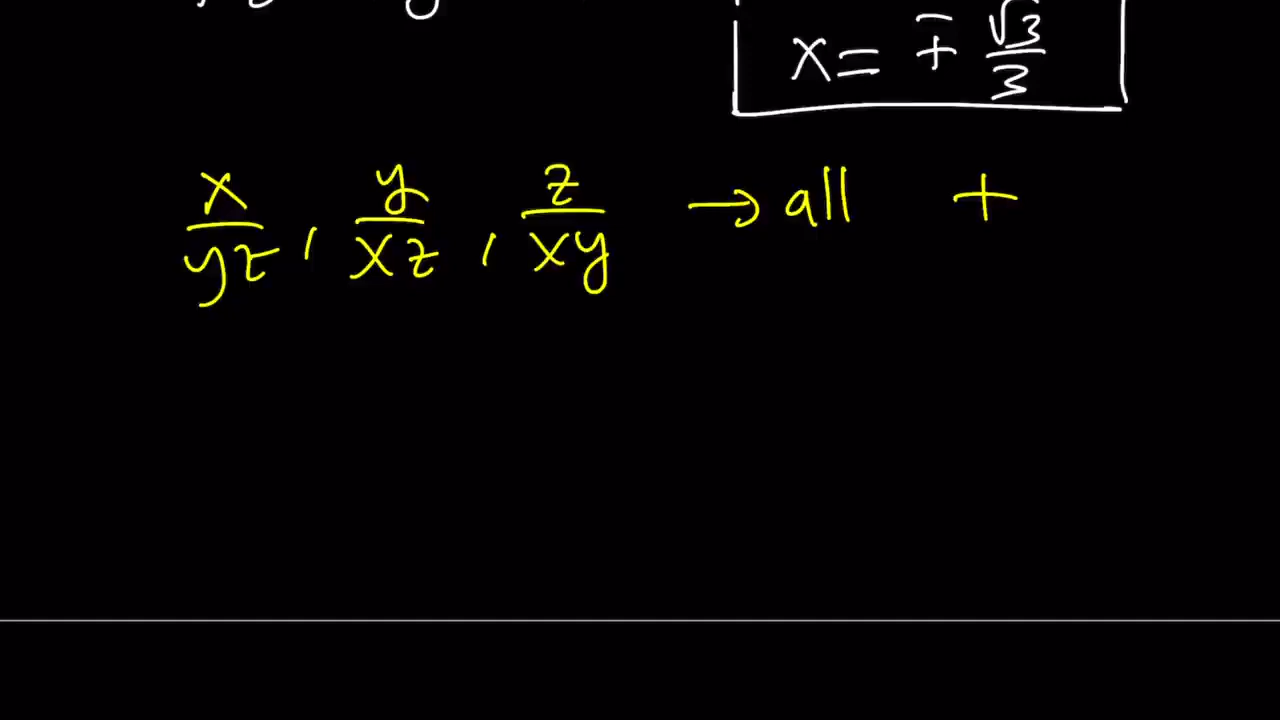 x = ∓ √3/3
x/yz , y/xz , z/xy → all +